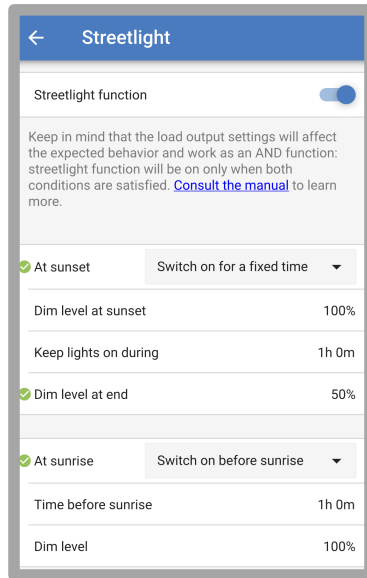 Streetlight
Streetlight function
Keep in mind that the load output settings will affect
the expected behavior and work as an AND function:
streetlight function will be on only when both
conditions are satisfied. Consult the manual to learn
more.
At sunset Switch on for a fixed time
Dim level at sunset 100%
Keep lights on during 1h 0m
Dim level at end 50%
At sunrise Switch on before sunrise
Time before sunrise 1h 0m
Dim level 100%